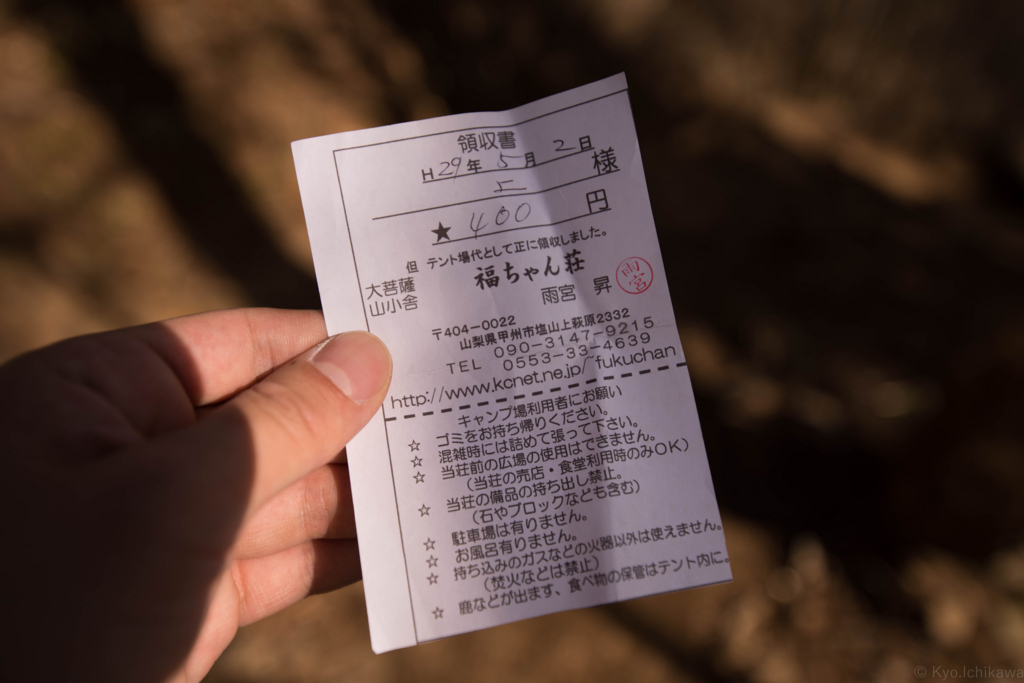 領収書
H29年 5月 2日
上 様
★ 400 円
但 テント場代として正に領収しました。
大菩薩
山小舎
福ちゃん荘
雨宮 昇
雨宮
〒404-0022
山梨県甲州市塩山上萩原2332
090-3147-9215
TEL 0553-33-4639
http://www.kcnet.ne.jp/~fukuchan
キャンプ場利用者にお願い
☆ ゴミをお持ち帰りください。
☆ 混雑時には詰めて張って下さい。
☆ 当荘前の広場の使用はできません。
(当荘の売店・食堂利用時のみOK)
☆ 当荘の備品の持ち出し禁止。
(石やブロックなども含む)
☆ 駐車場は有りません。
☆ お風呂有りません。
☆ 持ち込みのガスなどの火器以外は使えません。
(焚火などは禁止)
☆ 鹿などが出ます、食べ物の保管はテント内に。
© Kyo.Ichikawa